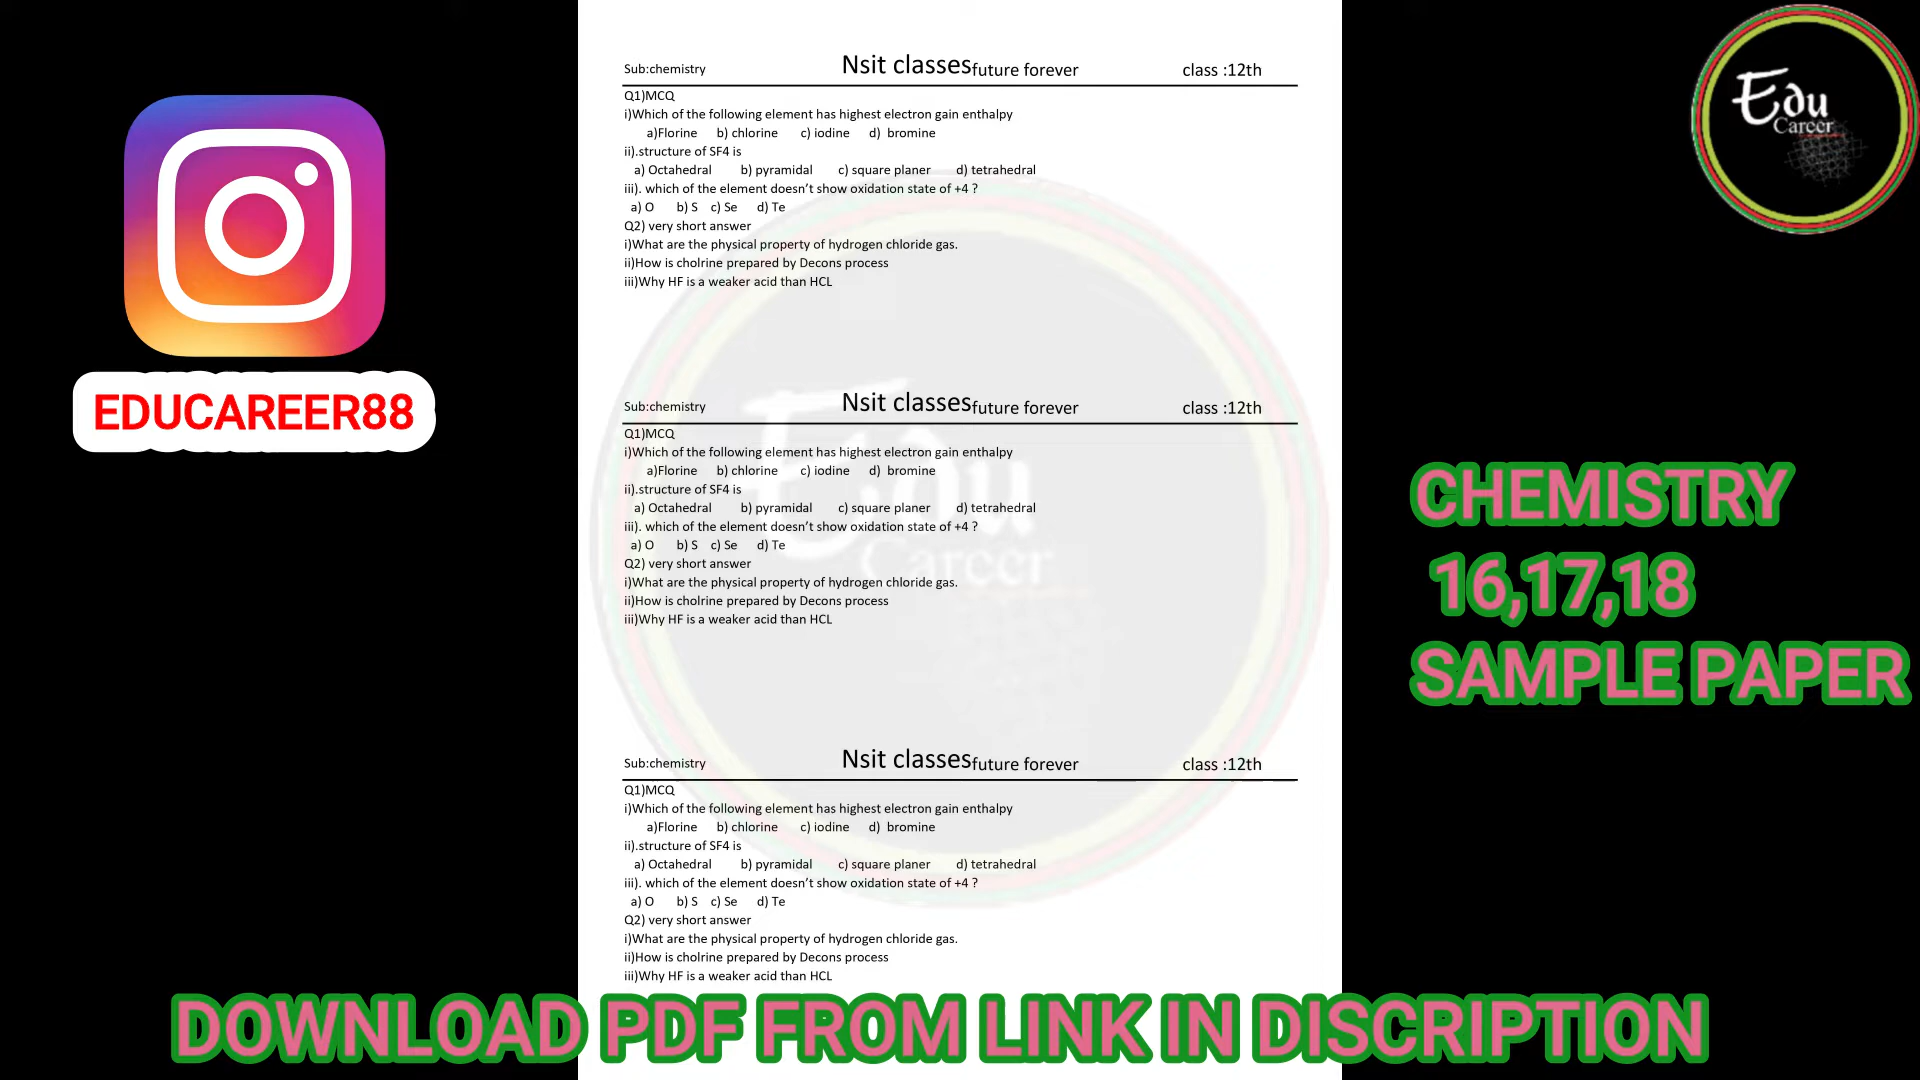 EDUCAREER88
Edu
Career
Sub:chemistry Nsit classes future forever class :12th
Q1)MCQ
i)Which of the following element has highest electron gain enthalpy
a)Florine b) chlorine c) iodine d) bromine
ii).structure of SF4 is
a) Octahedral b) pyramidal c) square planer d) tetrahedral
iii). which of the element doesn't show oxidation state of +4 ?
a) O b) S c) Se d) Te
Q2) very short answer
i)What are the physical property of hydrogen chloride gas.
ii)How is cholrine prepared by Decons process
iii)Why HF is a weaker acid than HCL
Sub:chemistry Nsit classes future forever class :12th
Q1)MCQ
i)Which of the following element has highest electron gain enthalpy
a)Florine b) chlorine c) iodine d) bromine
ii).structure of SF4 is
a) Octahedral b) pyramidal c) square planer d) tetrahedral
iii). which of the element doesn't show oxidation state of +4 ?
a) O b) S c) Se d) Te
Q2) very short answer
i)What are the physical property of hydrogen chloride gas.
ii)How is cholrine prepared by Decons process
iii)Why HF is a weaker acid than HCL
Edu
Career
Sub:chemistry Nsit classes future forever class :12th
Q1)MCQ
i)Which of the following element has highest electron gain enthalpy
a)Florine b) chlorine c) iodine d) bromine
ii).structure of SF4 is
a) Octahedral b) pyramidal c) square planer d) tetrahedral
iii). which of the element doesn't show oxidation state of +4 ?
a) O b) S c) Se d) Te
Q2) very short answer
i)What are the physical property of hydrogen chloride gas.
ii)How is cholrine prepared by Decons process
iii)Why HF is a weaker acid than HCL
CHEMISTRY
16,17,18
SAMPLE PAPER
DOWNLOAD PDF FROM LINK IN DISCRIPTION